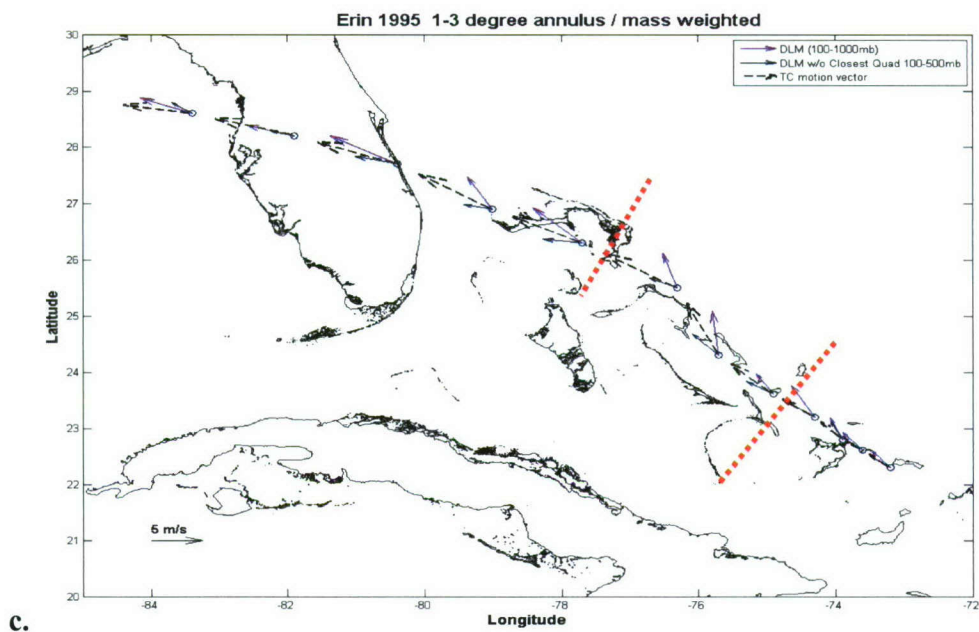 Erin 1995 1-3 degree annulus / mass weighted
DLM (100-1000mb)
DLM w/o Closest Quad 100-500mb
TC motion vector
30
29
28
27
26
25
24
23
22
21
20
Latitude
5 m/s
-84
-82
-80
-78
-76
-74
-72
Longitude
c.